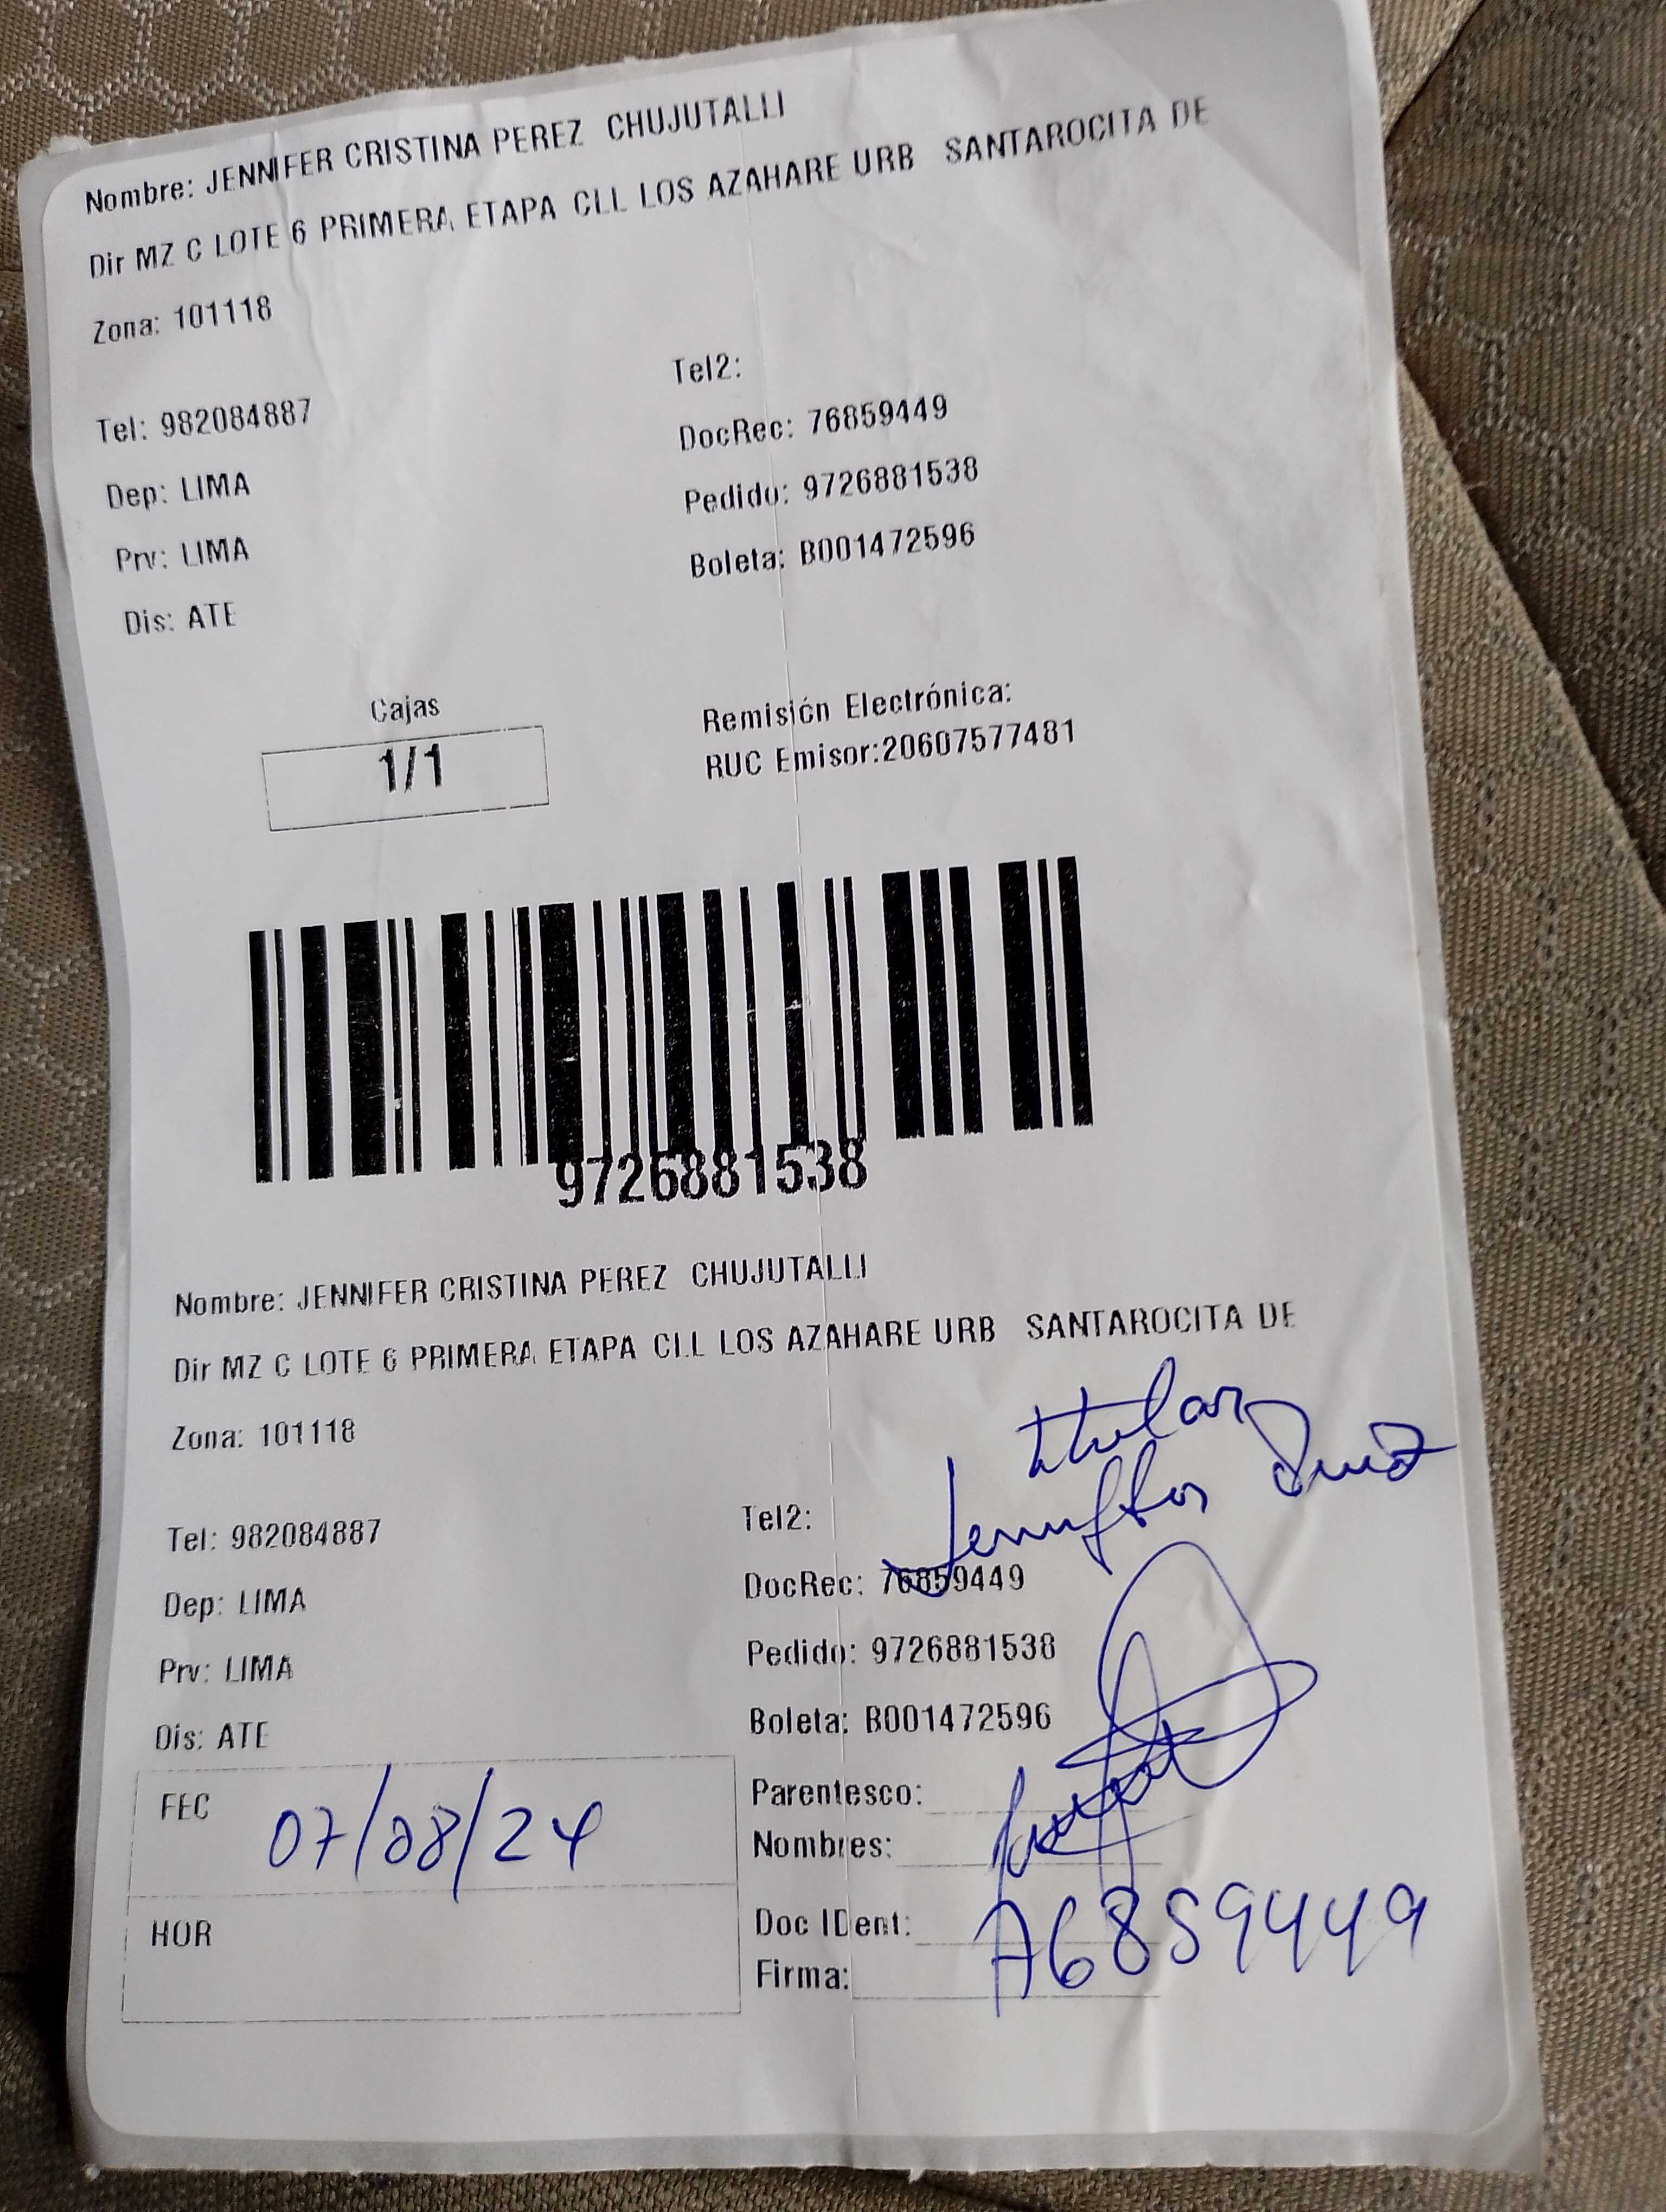 Nombre: JENNIFER CRISTINA PEREZ CHUJUTALLI
Dir MZ C LOTE 6 PRIMERA ETAPA CLL LOS AZAHARE URB SANTAROCITA DE
Zona: 101118
Tel2:
Tel: 982084887
DocRec: 76859449
Dep: LIMA
Pedido: 9726881538
Prv: LIMA
Boleta: B001472596
Dis: ATE
Cajas
1/1
Remisión Electrónica:
RUC Emisor:20607577481
9726881538
Nombre: JENNIFER CRISTINA PEREZ CHUJUTALLI
Dir MZ C LOTE 6 PRIMERA ETAPA CLL LOS AZAHARE URB SANTAROCITA DE
Zona: 101118
titular
Tel2:
Tel: 982084887
DocRec: 76859449
Dep: LIMA
Pedido: 9726881538
Prv: LIMA
Boleta: B001472596
Dis: ATE
FEC 07/08/24
Parentesco:
Nombres:
HOR
Doc IDent: 76859449
Firma: